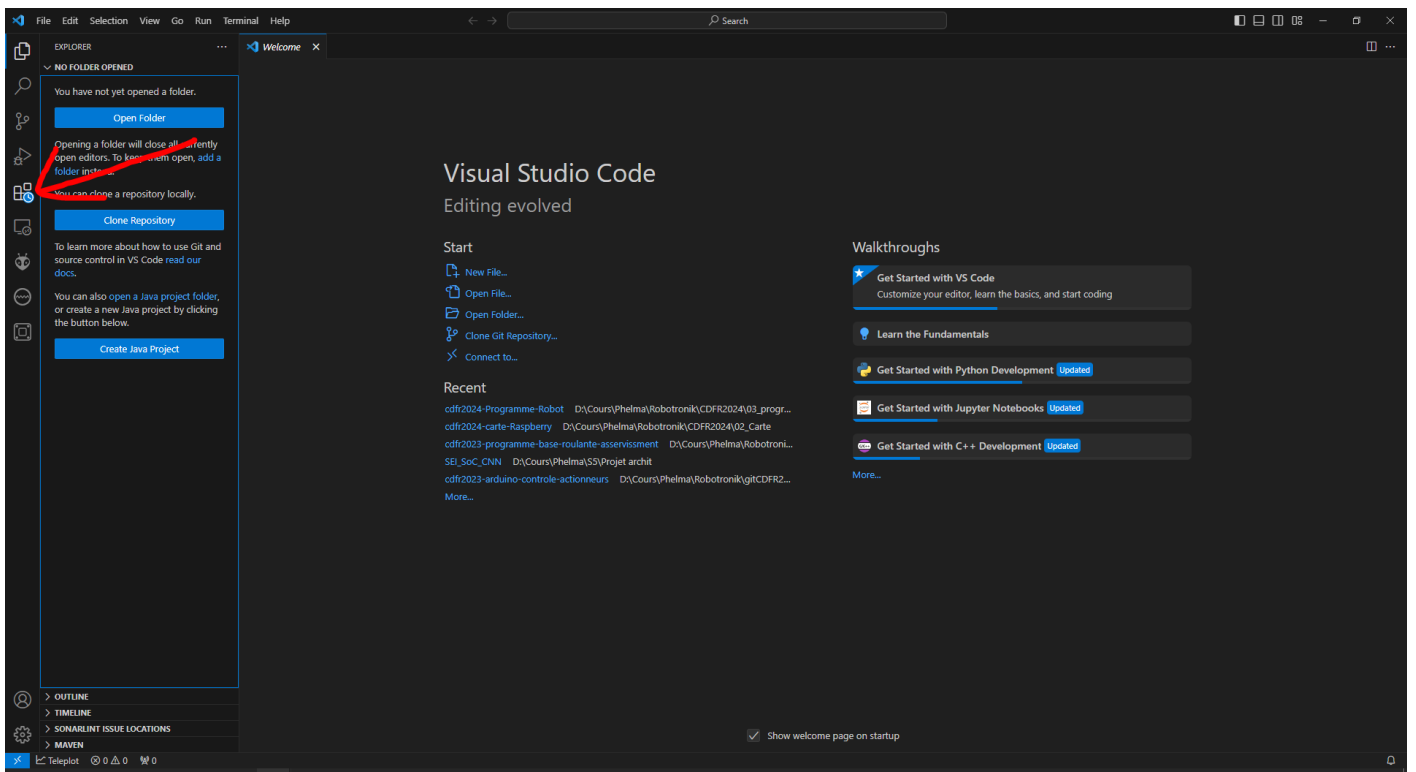 File Edit Selection View Go Run Terminal Help
Search
EXPLORER
Welcome
NO FOLDER OPENED
You have not yet opened a folder.
Open Folder
Opening a folder will close all currently
open editors. To keep them open, add a
folder instead.
You can clone a repository locally.
Clone Repository
To learn more about how to use Git and
source control in VS Code read our
docs.
You can also open a Java project folder,
or create a new Java project by clicking
the button below.
Create Java Project
OUTLINE
TIMELINE
SONARLINT ISSUE LOCATIONS
MAVEN
Visual Studio Code
Editing evolved
Start
New File...
Open File...
Open Folder...
Clone Git Repository...
Connect to...
Recent
cdfr2024-Programme-Robot D:\Cours\Phelma\Robotronik\CDFR2024\03_progr...
cdfr2024-carte-Raspberry D:\Cours\Phelma\Robotronik\CDFR2024\02_Carte
cdfr2023-programme-base-roulante-asservissment D:\Cours\Phelma\Robotroni...
SEI_SoC_CNN D:\Cours\Phelma\S5\Projet archit
cdfr2023-arduino-controle-actionneurs D:\Cours\Phelma\Robotronik\gitCDFR2...
More...
Walkthroughs
Get Started with VS Code
Customize your editor, learn the basics, and start coding
Learn the Fundamentals
Get Started with Python Development Updated
Get Started with Jupyter Notebooks Updated
Get Started with C++ Development Updated
More...
Show welcome page on startup
Teleplot 0 0 0